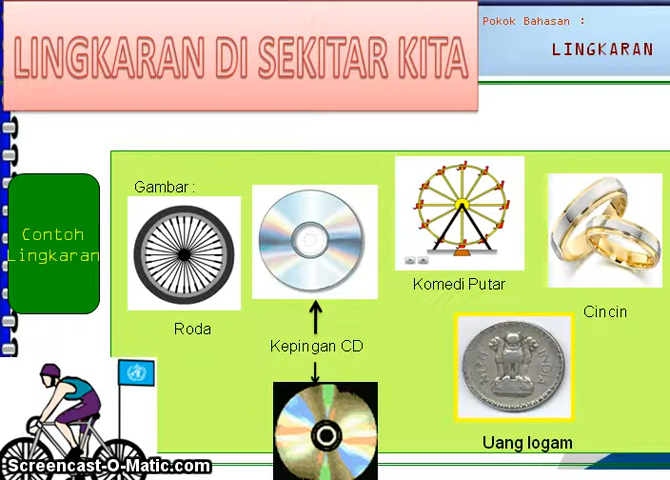 LINGKARAN DI SEKITAR KITA
Pokok Bahasan :
LINGKARAN
Contoh
Lingkaran
Gambar :
Roda
Kepingan CD
Komedi Putar
Cincin
INDIA
Uang logam
Screencast-O-Matic.com